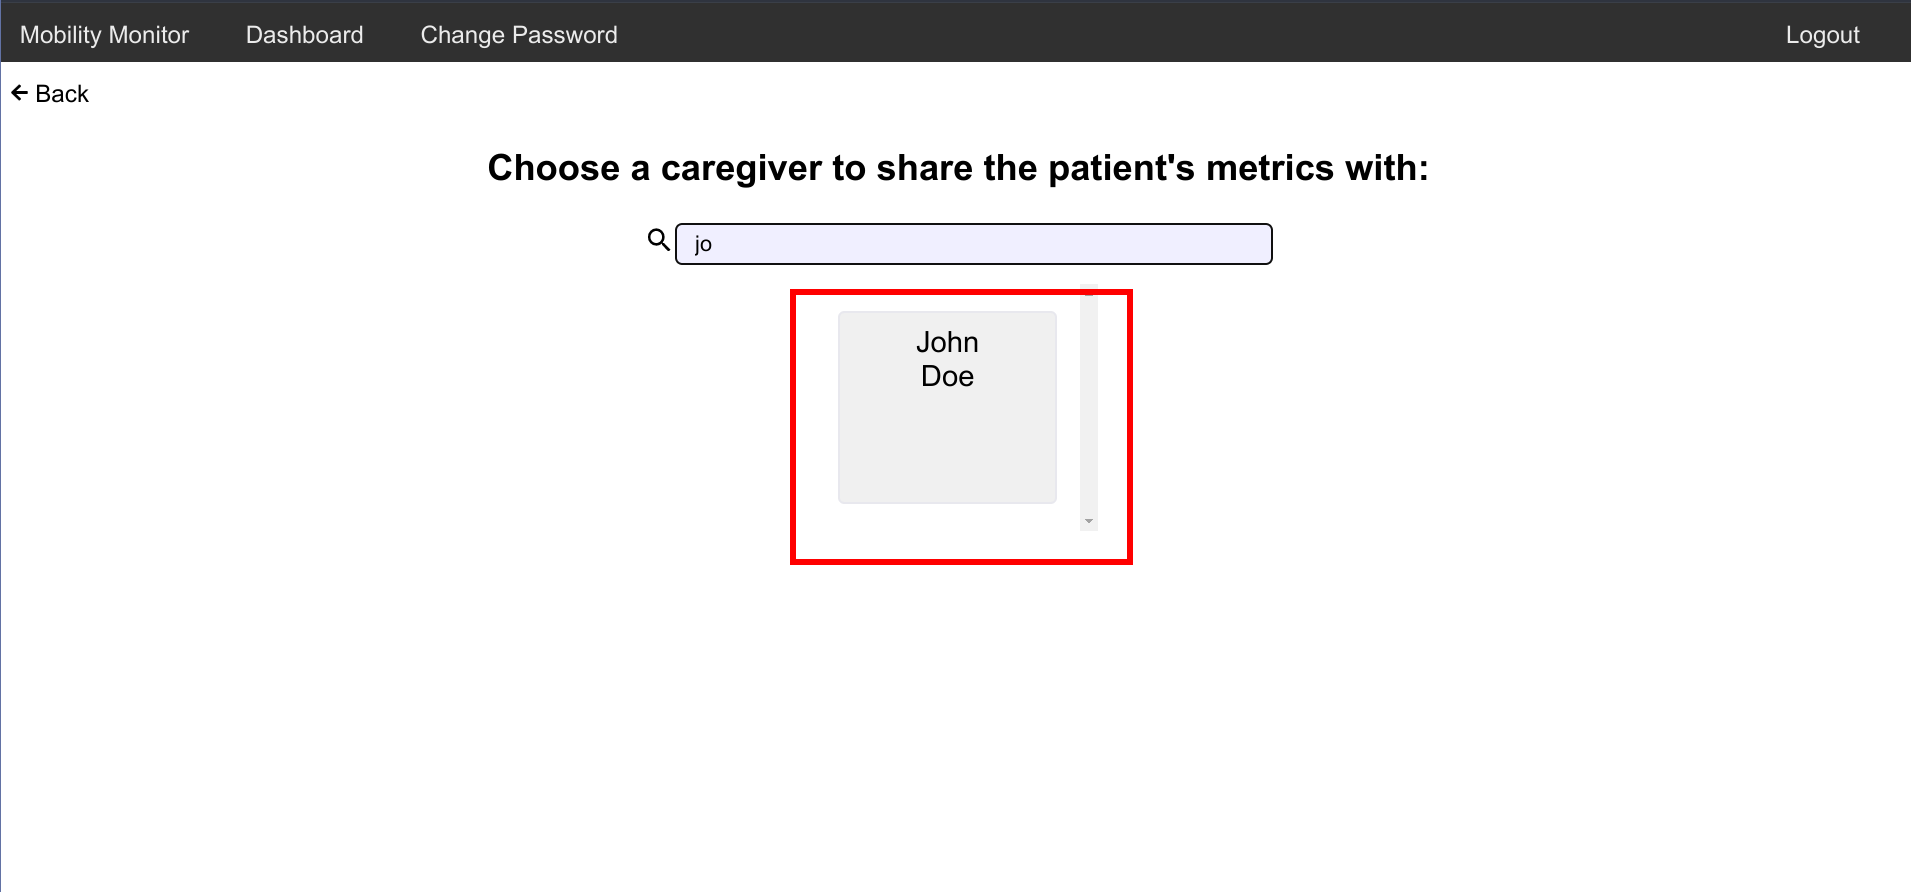 Mobility Monitor Dashboard Change Password Logout
Back
Choose a caregiver to share the patient's metrics with:
jo
John
Doe